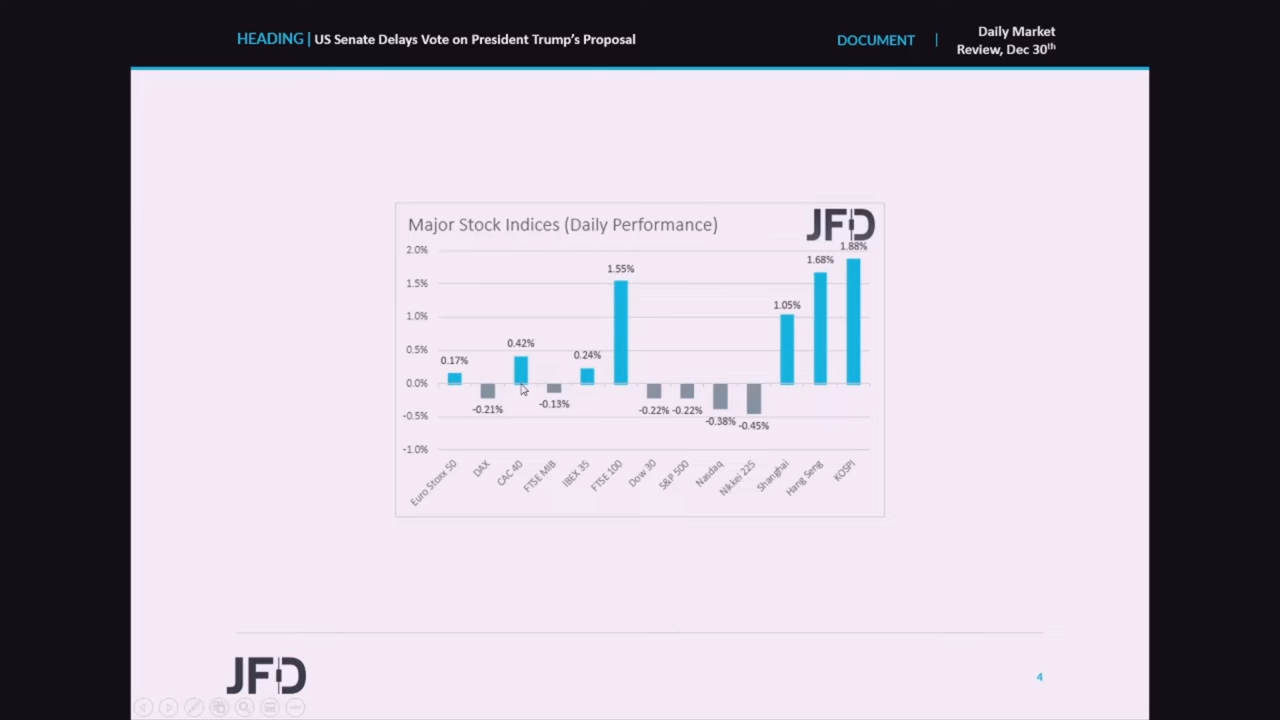 HEADING | US Senate Delays Vote on President Trump's Proposal
DOCUMENT |
Daily Market
Review, Dec 30th
Major Stock Indices (Daily Performance)
JFD
2.0%
1.5%
1.0%
0.5%
0.0%
-0.5%
-1.0%
0.17%
-0.21%
0.42%
-0.13%
0.24%
1.55%
-0.22%
-0.22%
-0.38%
-0.45%
1.05%
1.68%
1.88%
Euro Stoxx 50
DAX
CAC 40
FTSE MIB
IBEX 35
FTSE 100
Dow 30
S&P 500
Nasdaq
Nikkei 225
Shanghai
Hang Seng
KOSPI
JFD
4